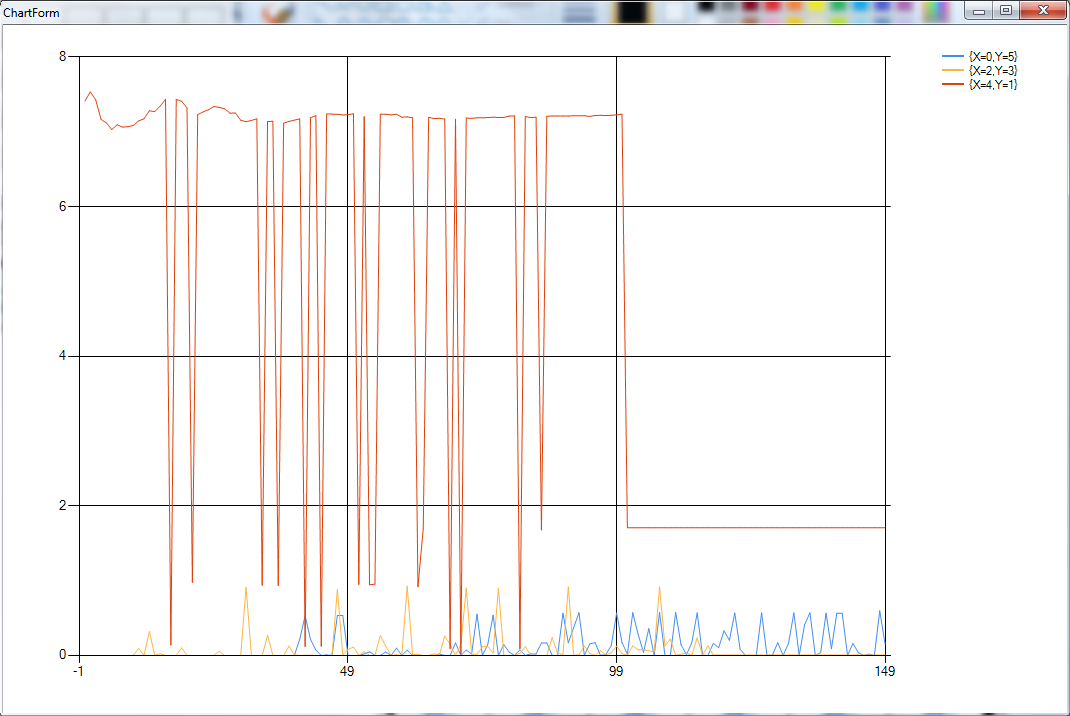 ChartForm
8
6
4
2
0
-1
49
99
149
{X=0,Y=5}
{X=2,Y=3}
{X=4,Y=1}